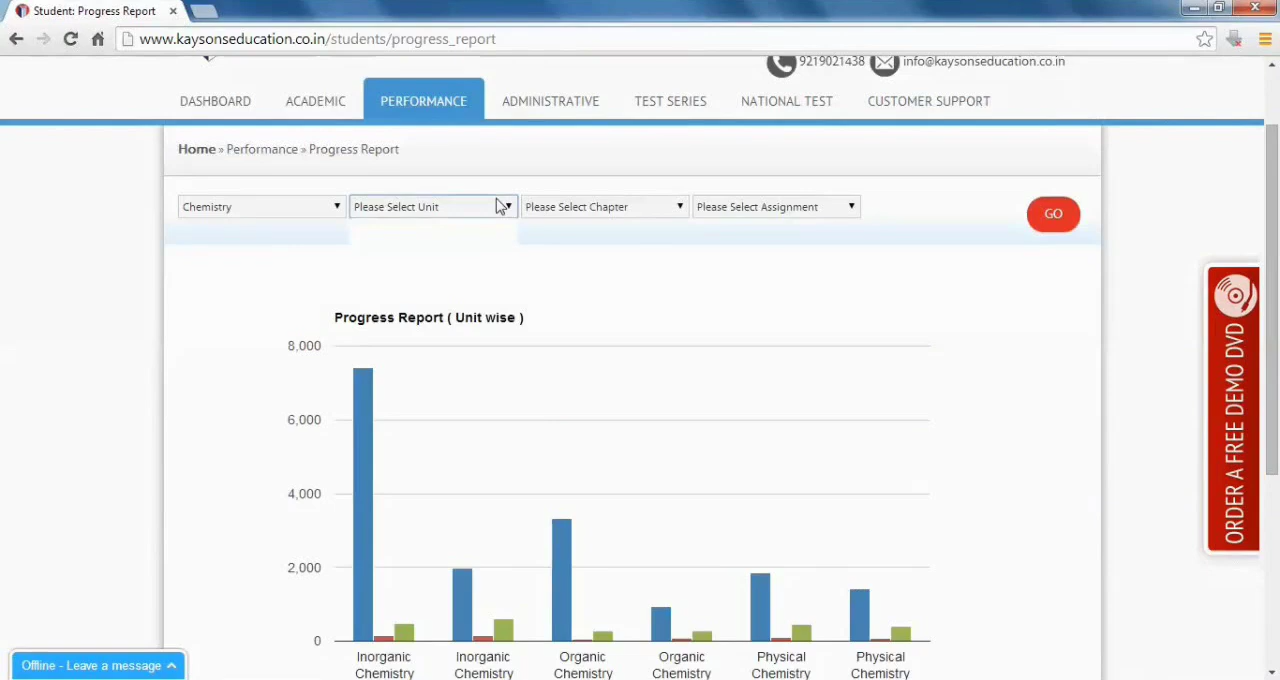 Student: Progress Report
www.kaysonseducation.co.in/students/progress_report
9219021438 info@kaysonseducation.co.in
DASHBOARD ACADEMIC PERFORMANCE ADMINISTRATIVE TEST SERIES NATIONAL TEST CUSTOMER SUPPORT
Home » Performance » Progress Report
Chemistry Please Select Unit Please Select Chapter Please Select Assignment GO
ORDER A FREE DEMO DVD
Progress Report ( Unit wise )
8,000
6,000
4,000
2,000
0
Inorganic Chemistry
Inorganic Chemistry
Organic Chemistry
Organic Chemistry
Physical Chemistry
Physical Chemistry
Offline - Leave a message